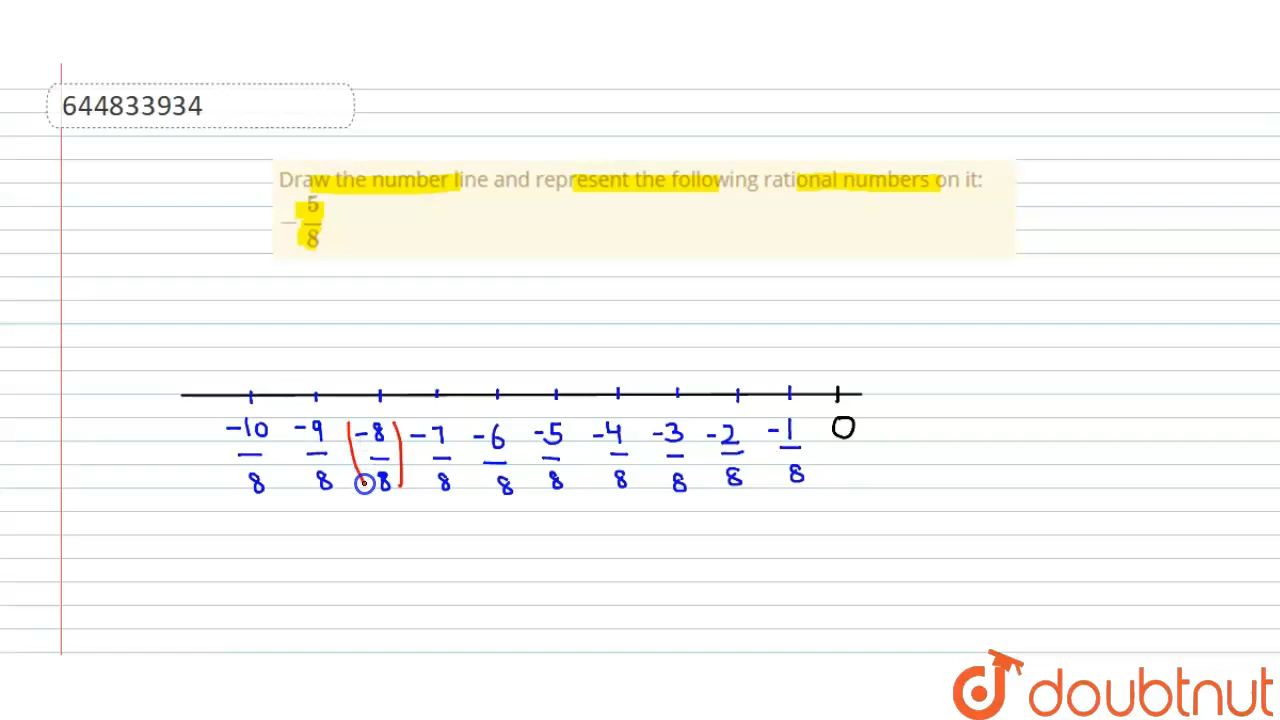 644833934
Draw the number line and represent the following rational numbers on it:
-5/8
-10/8 -9/8 -8/8 -7/8 -6/8 -5/8 -4/8 -3/8 -2/8 -1/8 0
doubtnut